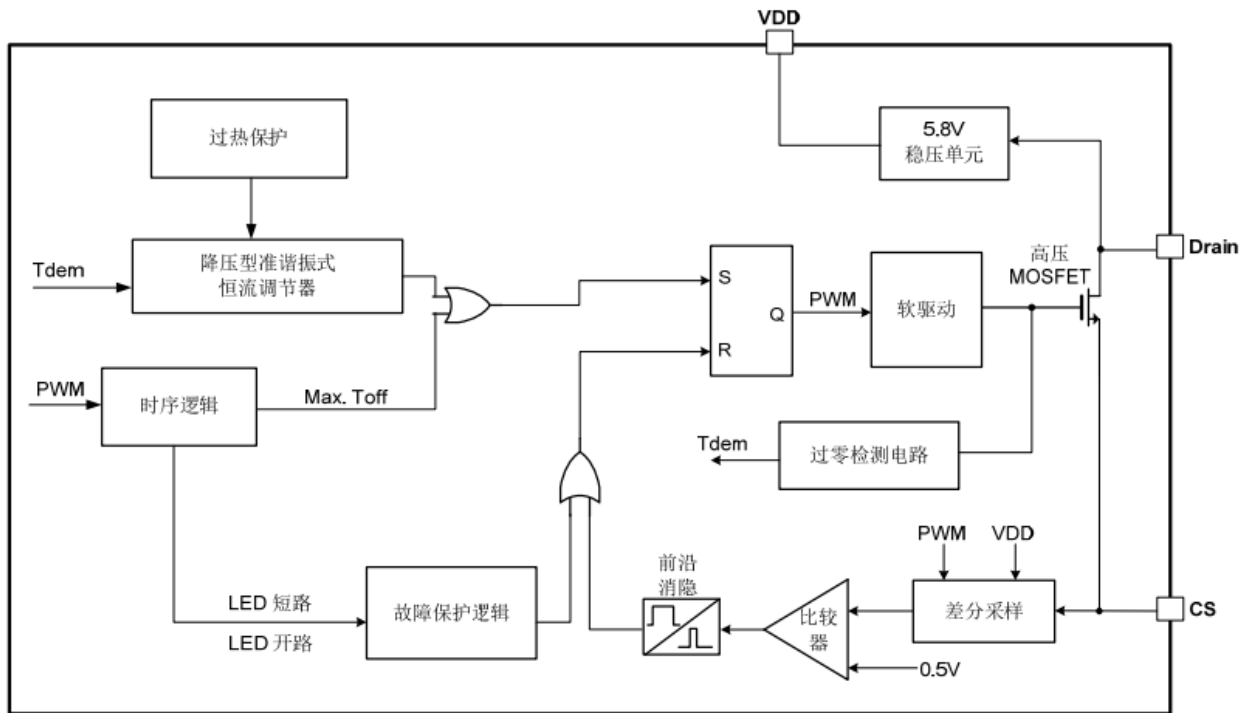 VDD
过热保护
5.8V
稳压单元
Drain
Tdem
降压型准谐振式
恒流调节器
高压
MOSFET
S
Q
R
PWM
软驱动
PWM
时序逻辑
Max. Toff
Tdem
过零检测电路
PWM
VDD
前沿
消隐
LED 短路
LED 开路
故障保护逻辑
比较
器
差分采样
CS
0.5V